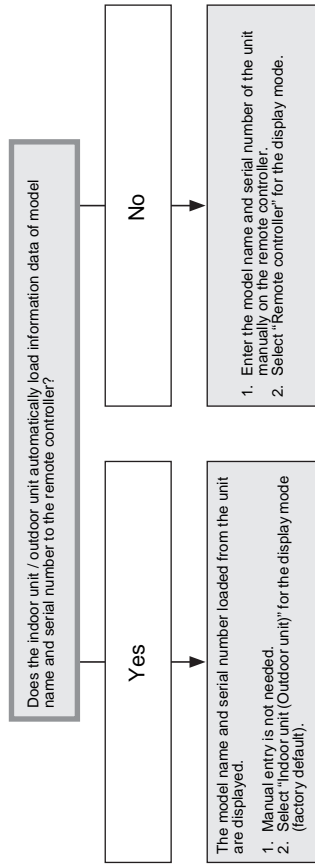 Does the indoor unit / outdoor unit automatically load information data of model
name and serial number to the remote controller?
Yes
The model name and serial number loaded from the unit
are displayed.
1. Manual entry is not needed.
2. Select “Indoor unit (Outdoor unit)” for the display mode
(factory default).
No
1. Enter the model name and serial number of the unit
manually on the remote controller.
2. Select “Remote controller” for the display mode.